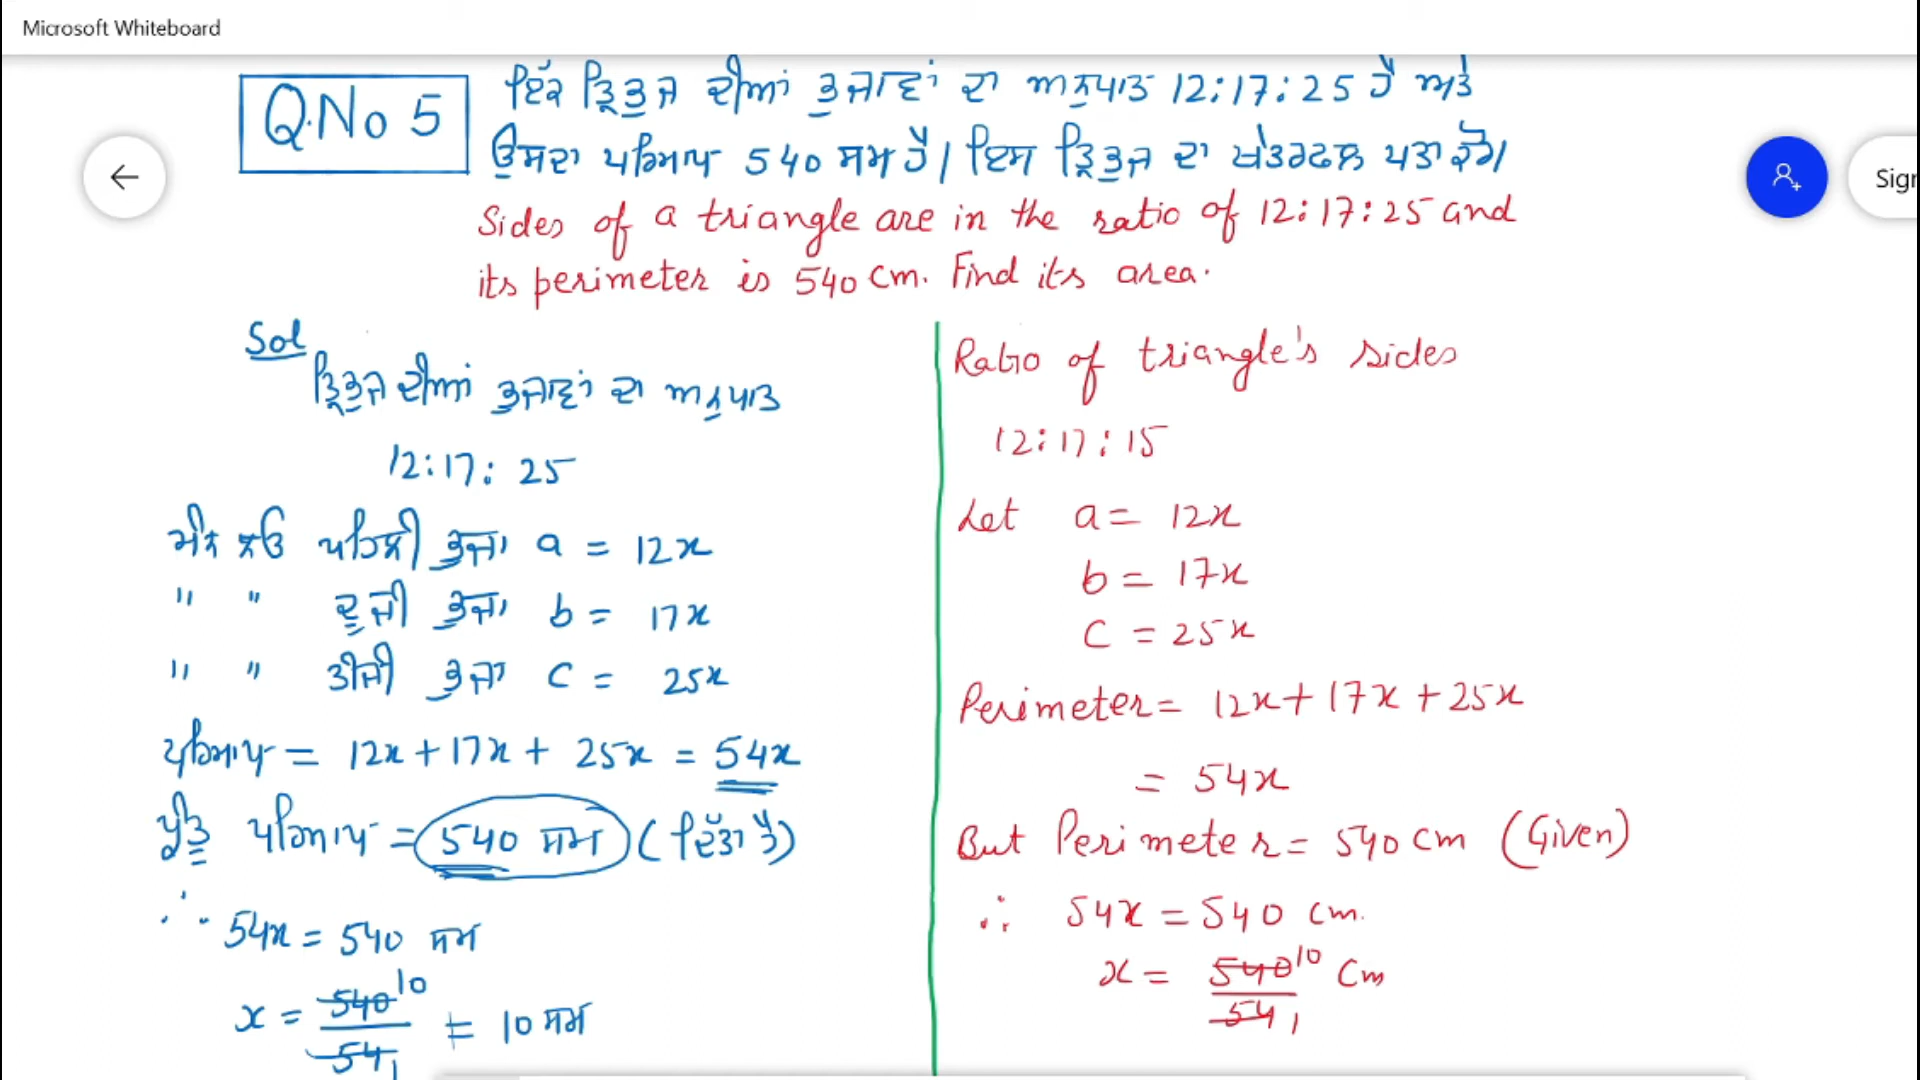 Microsoft Whiteboard
Q.No 5
ਇੱਕ ਤ੍ਰਿਭੁਜ ਦੀਆਂ ਭੁਜਾਵਾਂ ਦਾ ਅਨੁਪਾਤ 12:17:25 ਹੈ ਅਤੇ
ਉਸਦਾ ਪਰਿਮਾਪ 540 ਸਮ ਹੈ। ਇਸ ਤ੍ਰਿਭੁਜ ਦਾ ਖੇਤਰਫਲ ਪਤਾ ਕਰੋ।
Sides of a triangle are in the ratio of 12:17:25 and
its perimeter is 540 cm. Find its area.
Sol
ਤ੍ਰਿਭੁਜ ਦੀਆਂ ਭੁਜਾਵਾਂ ਦਾ ਅਨੁਪਾਤ
12:17: 25
ਮੰਨ ਲਓ ਪਹਿਲੀ ਭੁਜਾ a = 12x
" " ਦੂਜੀ ਭੁਜਾ b = 17x
" " ਤੀਜੀ ਭੁਜਾ c = 25x
ਪਰਿਮਾਪ = 12x + 17x + 25x = 54x
ਪ੍ਰੰਤੂ ਪਰਿਮਾਪ = 540 ਸਮ (ਦਿੱਤਾ ਹੈ)
∴ 54x = 540 ਸਮ
x = 540/54 10 1 = 10 ਸਮ
Ratio of triangle's sides
12:17:15
Let a = 12x
b = 17x
C = 25x
Perimeter = 12x + 17x + 25x
= 54x
But Perimeter = 540 cm (Given)
∴ 54x = 540 cm.
x = 540/54 10 1 Cm
Sign